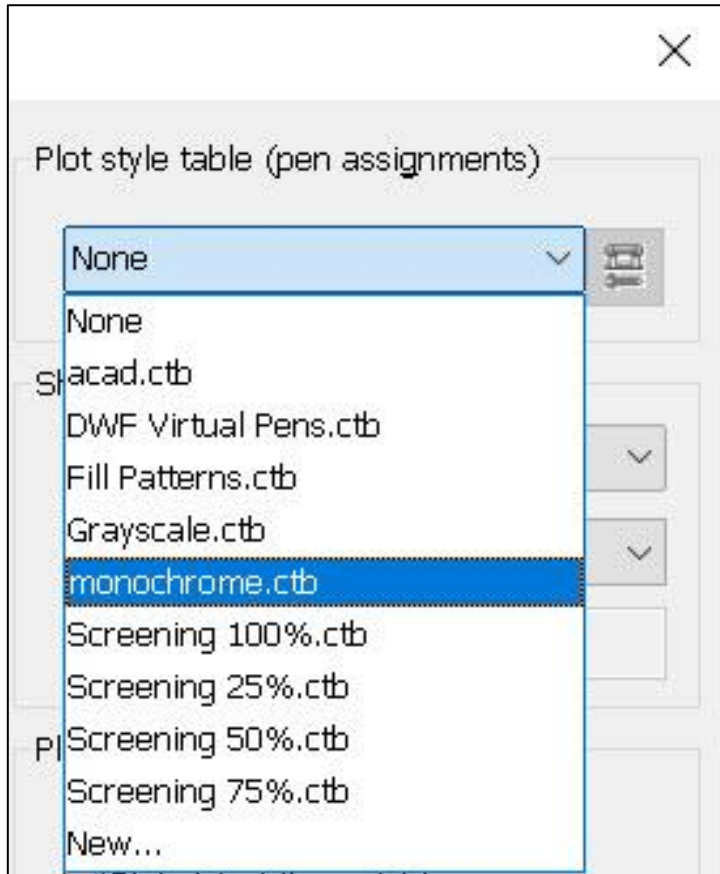 Plot style table (pen assignments)
None
None
acad.ctb
DWF Virtual Pens.ctb
Fill Patterns.ctb
Grayscale.ctb
monochrome.ctb
Screening 100%.ctb
Screening 25%.ctb
Screening 50%.ctb
Screening 75%.ctb
New...